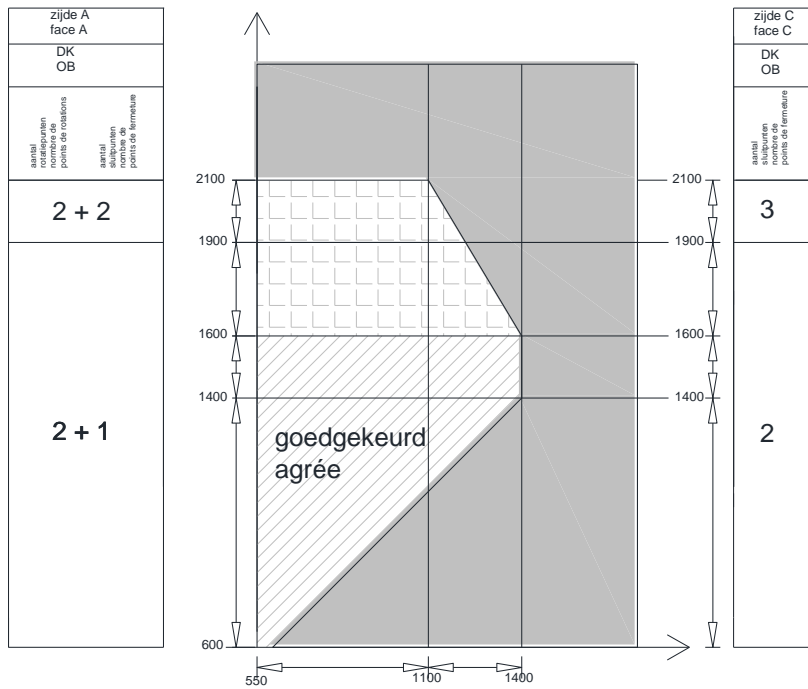 zijde A
face A
DK
OB
aantal
rotatiepunten
nombre de
points de rotations
aantal
sluitpunten
nombre de
points de fermeture
2 + 2
2 + 1
2100
1900
1600
1400
600
goedgekeurd
agrée
550
1100
1400
2100
1900
1600
1400
zijde C
face C
DK
OB
aantal
sluitpunten
nombre de
points de fermeture
3
2